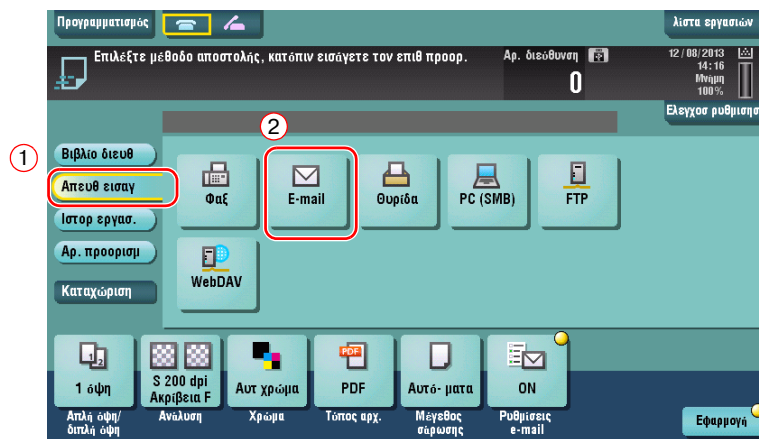 Προγραμματισμός
λίστα εργασιών
Επιλέξτε μέθοδο αποστολής, κατόπιν εισάγετε τον επιθ προορ.
Αρ. διεύθυνση
0
12/08/2013
14:16
Μνήμη
100%
Ελεγχοσ ρυθμισησ
2
1
Βιβλίο διευθ
Απευθ εισαγ
Ιστορ εργασ.
Αρ. προορισμ
Καταχώριση
Φαξ
E-mail
Θυρίδα
PC (SMB)
FTP
WebDAV
1 2
1 όψη
S 200 dpi
Ακρίβεια F
Αυτ χρώμα
PDF
PDF
Αυτό- ματα
ON
Απλή όψη/
διπλή όψη
Ανάλυση
Χρώμα
Τύπος αρχ.
Μέγεθος
σάρωσης
Ρυθμίσεις
e-mail
Εφαρμογή